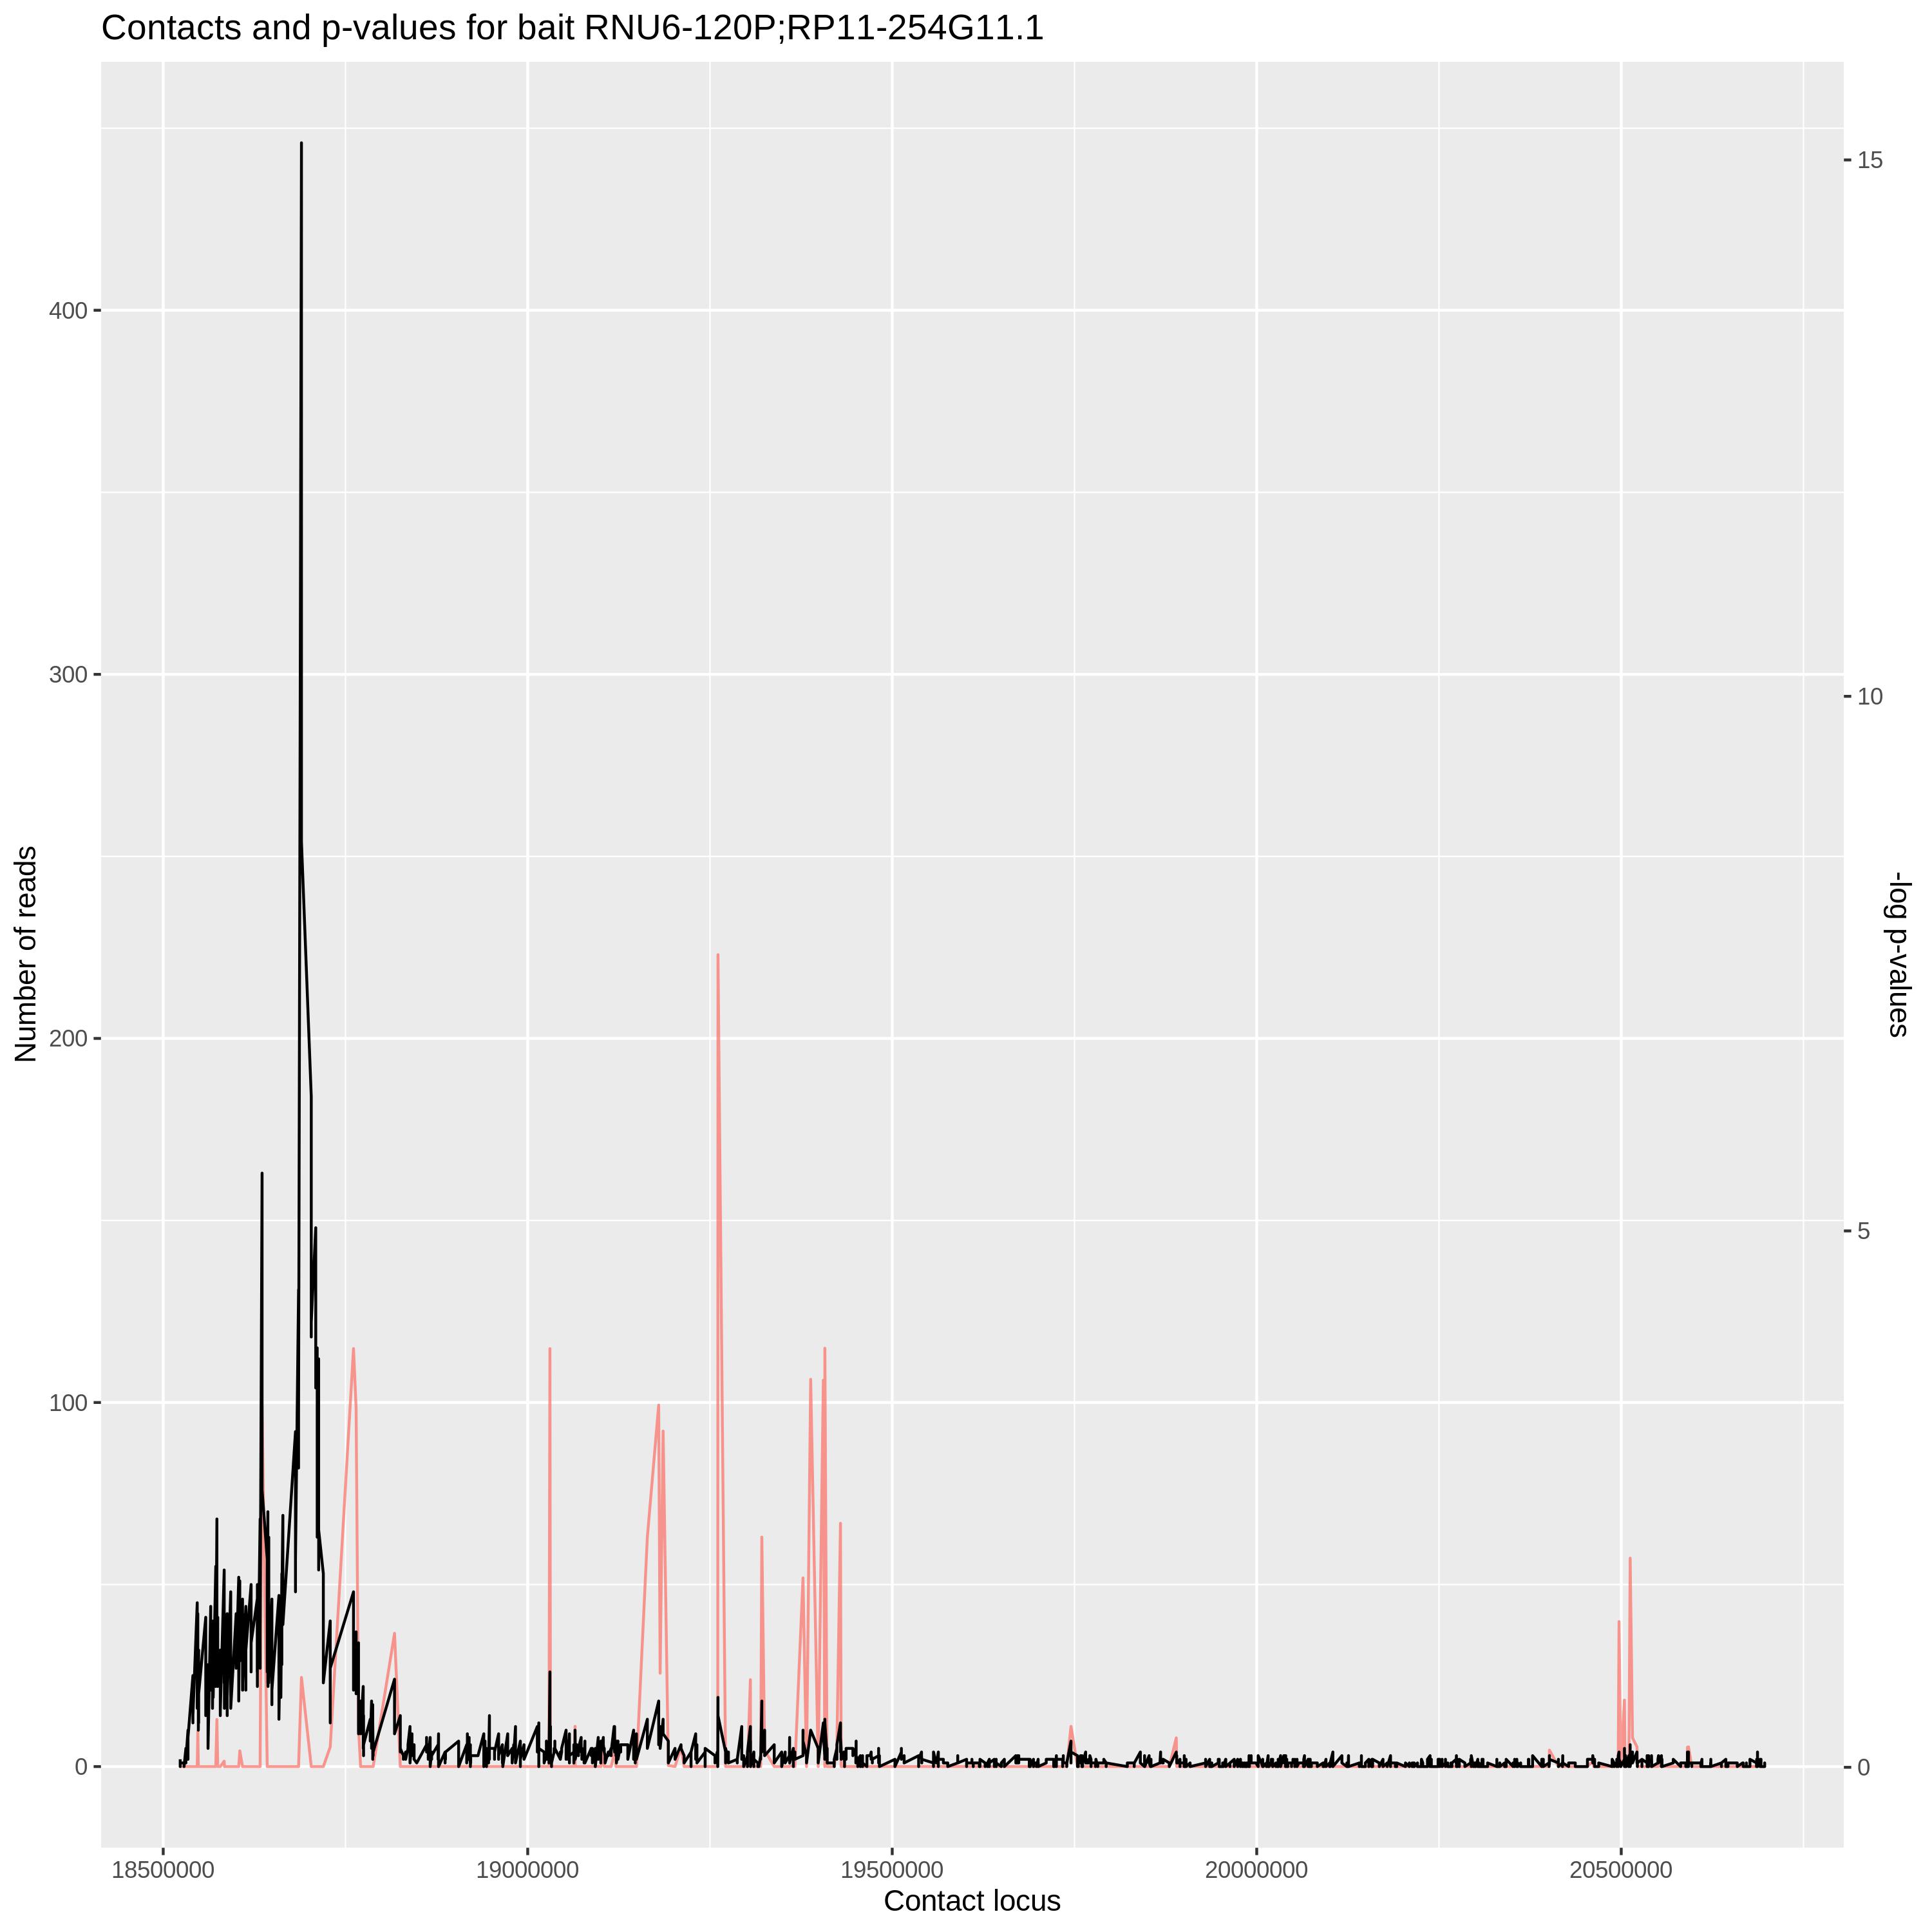 Contacts and p-values for bait RNU6-120P;RP11-254G11.1
400
300
200
100
0
15
10
5
0
Number of reads
-log p-values
18500000 19000000 19500000 20000000 20500000
Contact locus